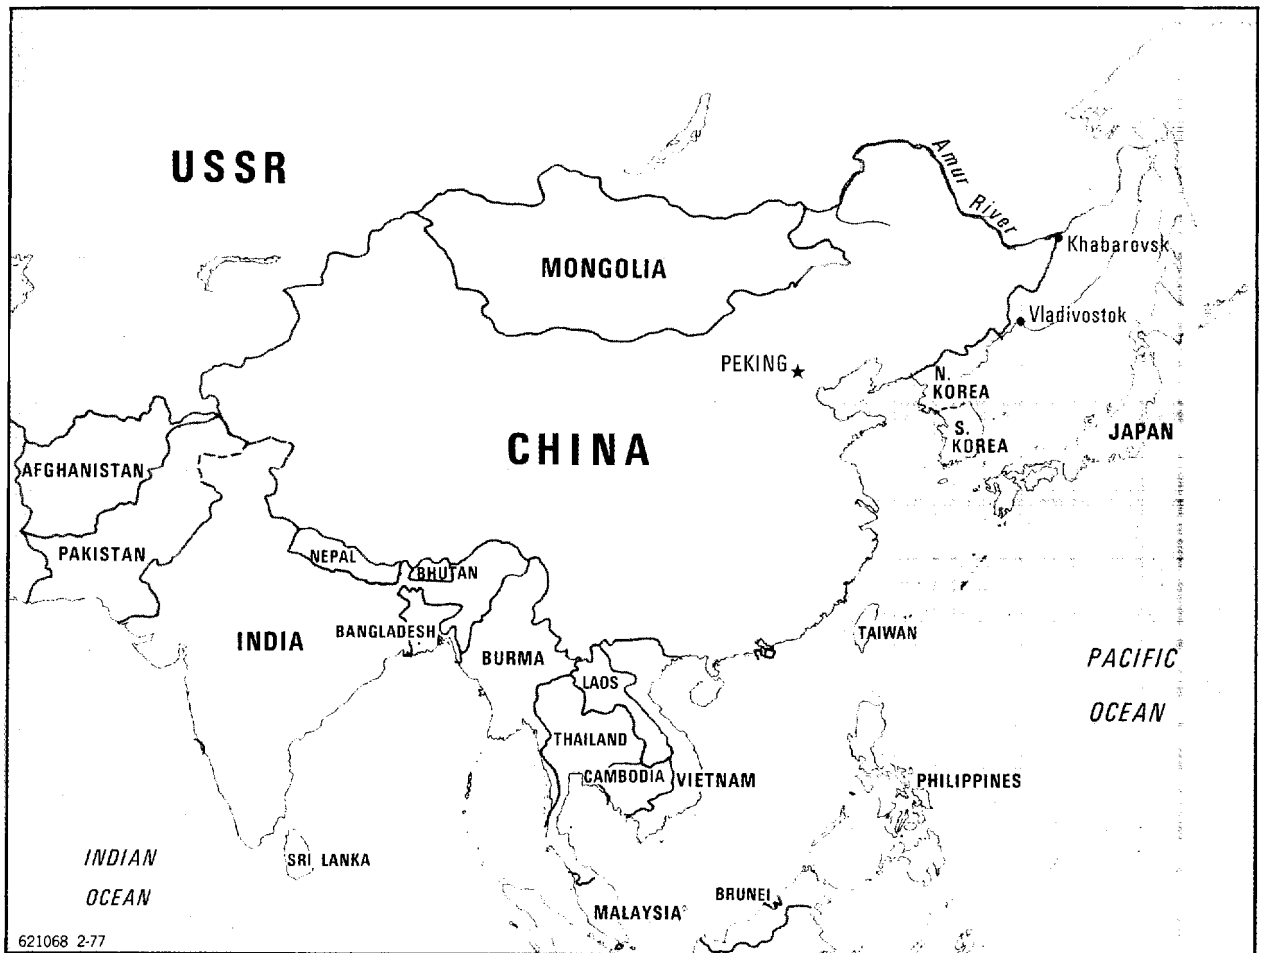 USSR
Amur River
Khabarovsk
MONGOLIA
Vladivostok
PEKING
N.
KOREA
CHINA
S.
KOREA
JAPAN
AFGHANISTAN
PAKISTAN
NEPAL
BHUTAN
INDIA
BANGLADESH
BURMA
TAIWAN
LAOS
PACIFIC
OCEAN
THAILAND
CAMBODIA
VIETNAM
PHILIPPINES
INDIAN
OCEAN
SRI LANKA
BRUNEI
MALAYSIA
621068 2-77